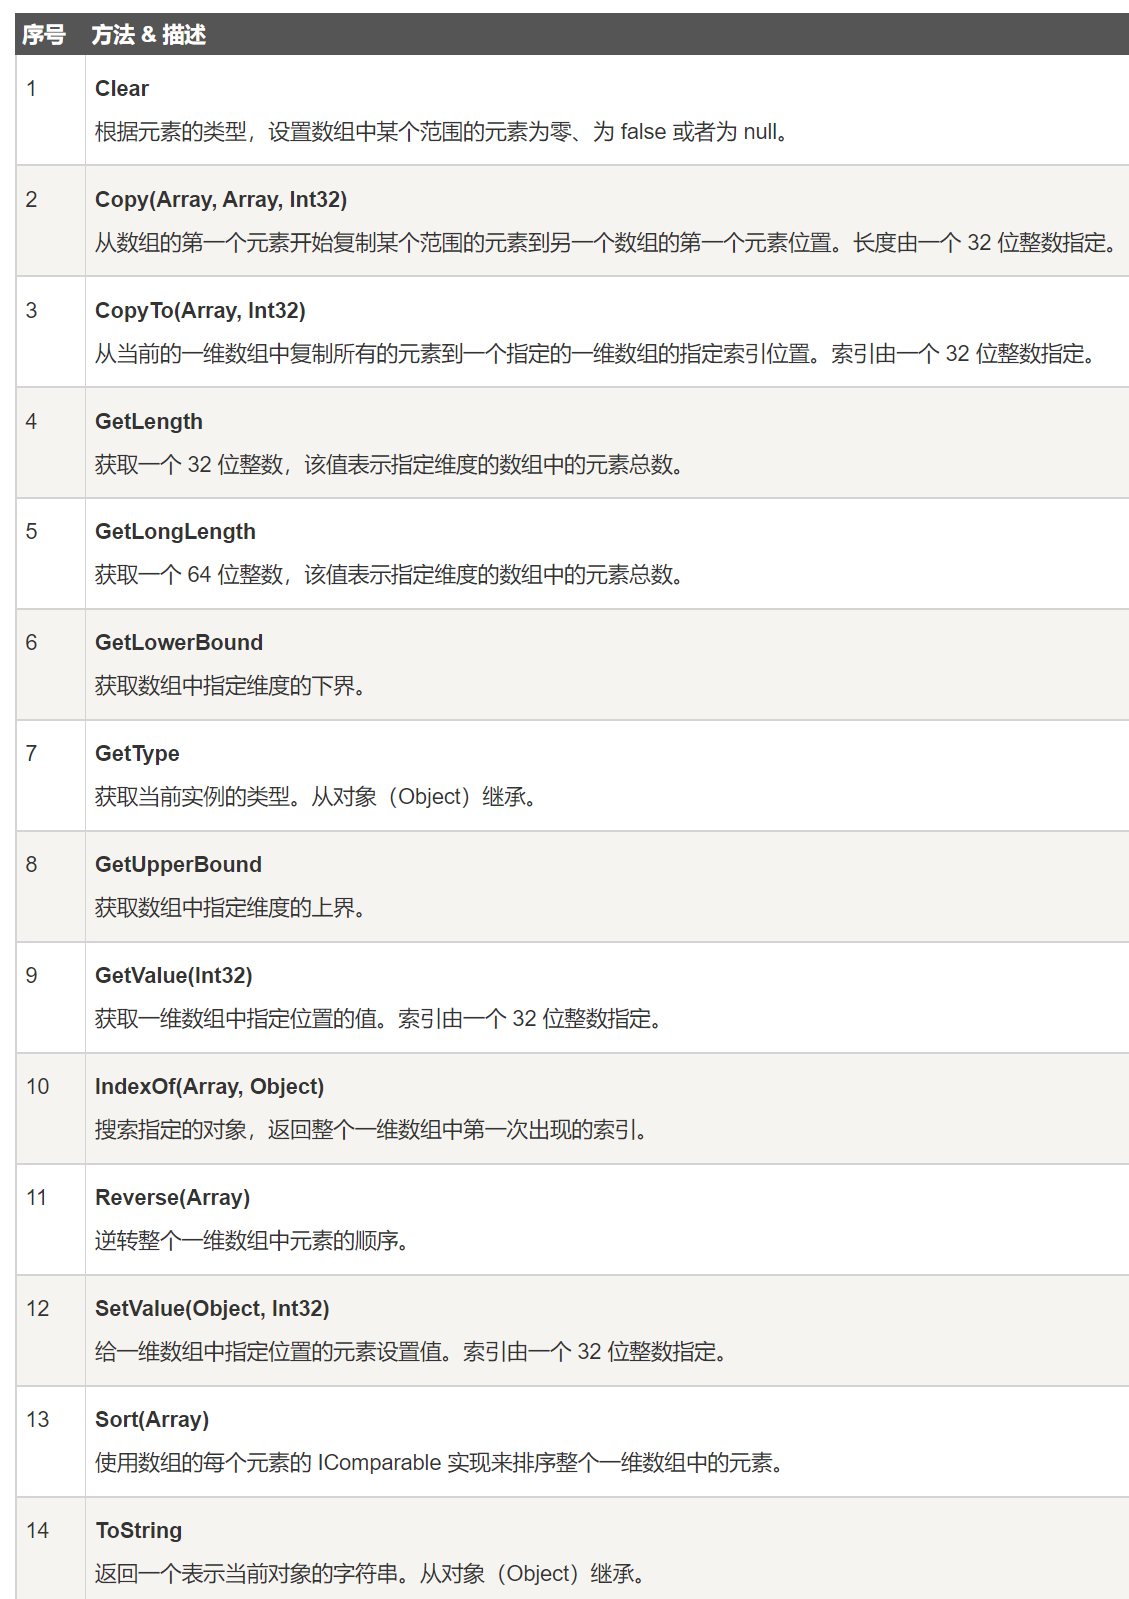 序号 方法 & 描述
1 Clear
根据元素的类型，设置数组中某个范围的元素为零、为 false 或者为 null。
2 Copy(Array, Array, Int32)
从数组的第一个元素开始复制某个范围的元素到另一个数组的第一个元素位置。长度由一个 32 位整数指定。
3 CopyTo(Array, Int32)
从当前的一维数组中复制所有的元素到一个指定的一维数组的指定索引位置。索引由一个 32 位整数指定。
4 GetLength
获取一个 32 位整数，该值表示指定维度的数组中的元素总数。
5 GetLongLength
获取一个 64 位整数，该值表示指定维度的数组中的元素总数。
6 GetLowerBound
获取数组中指定维度的下界。
7 GetType
获取当前实例的类型。从对象（Object）继承。
8 GetUpperBound
获取数组中指定维度的上界。
9 GetValue(Int32)
获取一维数组中指定位置的值。索引由一个 32 位整数指定。
10 IndexOf(Array, Object)
搜索指定的对象，返回整个一维数组中第一次出现的索引。
11 Reverse(Array)
逆转整个一维数组中元素的顺序。
12 SetValue(Object, Int32)
给一维数组中指定位置的元素设置值。索引由一个 32 位整数指定。
13 Sort(Array)
使用数组的每个元素的 IComparable 实现来排序整个一维数组中的元素。
14 ToString
返回一个表示当前对象的字符串。从对象（Object）继承。